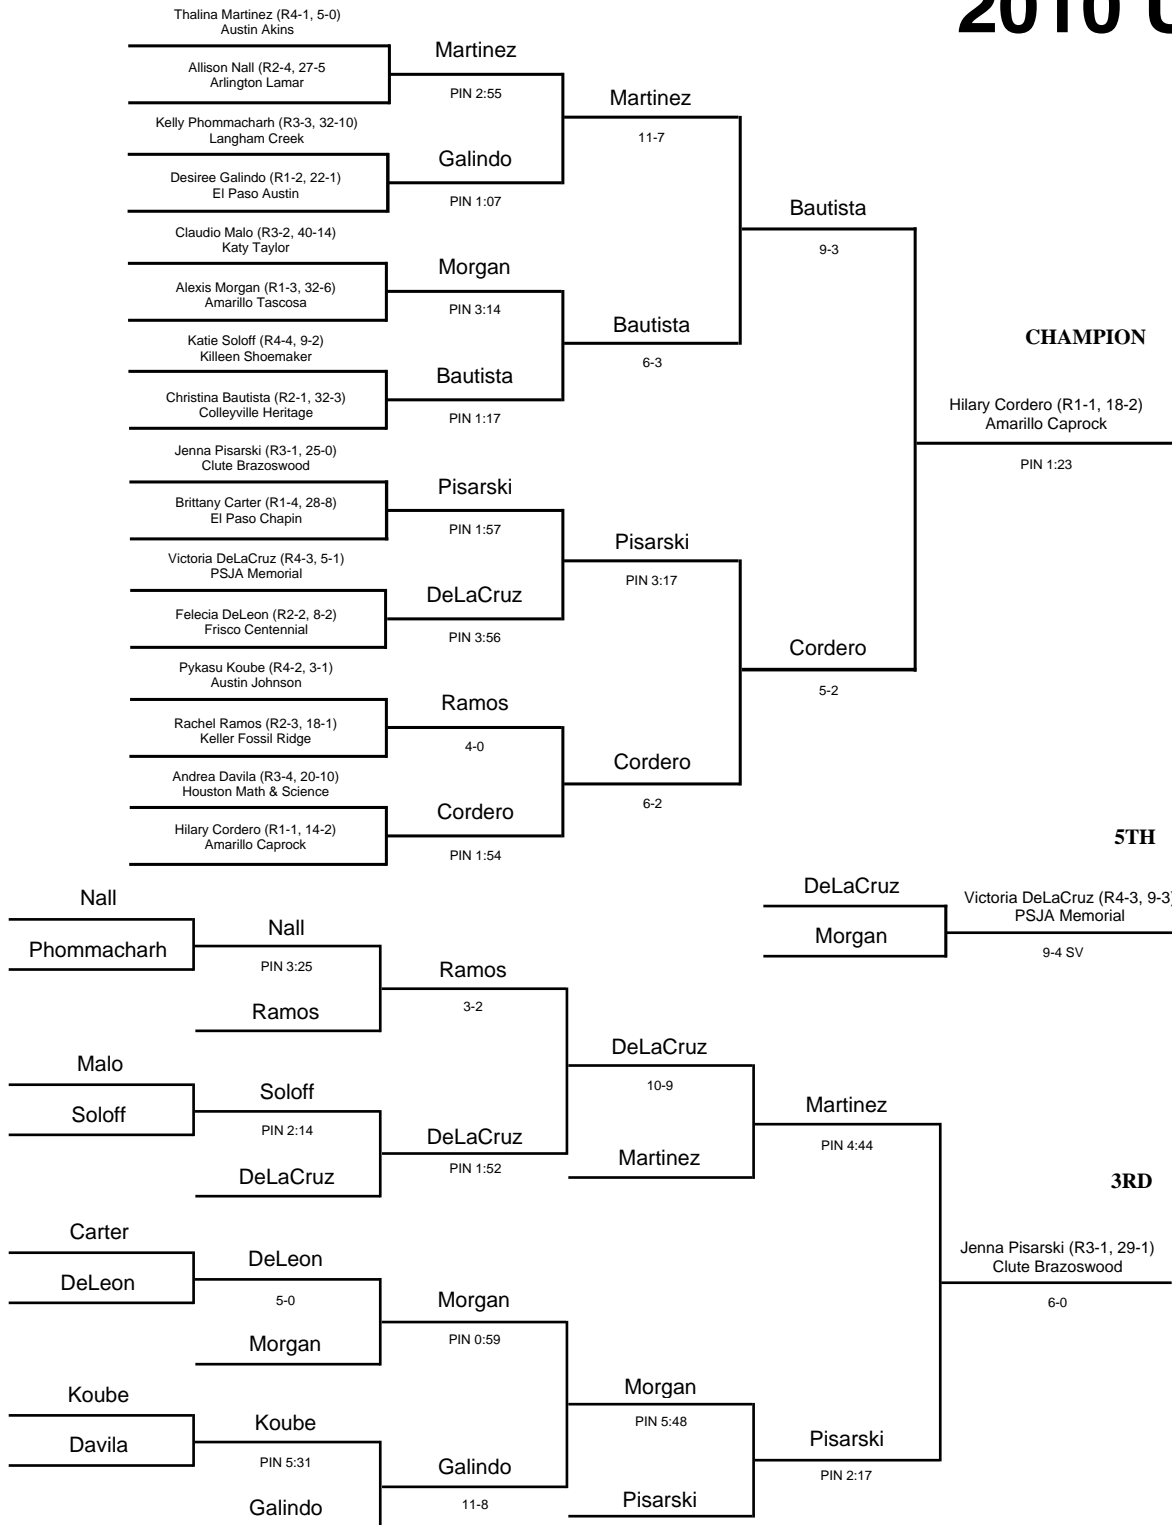 2010 U
Thalina Martinez (R4-1, 5-0)
Austin Akins
Allison Nall (R2-4, 27-5
Arlington Lamar
Kelly Phommacharh (R3-3, 32-10)
Langham Creek
Desiree Galindo (R1-2, 22-1)
El Paso Austin
Claudio Malo (R3-2, 40-14)
Katy Taylor
Alexis Morgan (R1-3, 32-6)
Amarillo Tascosa
Katie Soloff (R4-4, 9-2)
Killeen Shoemaker
Christina Bautista (R2-1, 32-3)
Colleyville Heritage
Jenna Pisarski (R3-1, 25-0)
Clute Brazoswood
Brittany Carter (R1-4, 28-8)
El Paso Chapin
Victoria DeLaCruz (R4-3, 5-1)
PSJA Memorial
Felecia DeLeon (R2-2, 8-2)
Frisco Centennial
Pykasu Koube (R4-2, 3-1)
Austin Johnson
Rachel Ramos (R2-3, 18-1)
Keller Fossil Ridge
Andrea Davila (R3-4, 20-10)
Houston Math & Science
Hilary Cordero (R1-1, 14-2)
Amarillo Caprock
Martinez
PIN 2:55
Galindo
PIN 1:07
Morgan
PIN 3:14
Bautista
PIN 1:17
Pisarski
PIN 1:57
DeLaCruz
PIN 3:56
Ramos
4-0
Cordero
PIN 1:54
Martinez
11-7
Bautista
6-3
Pisarski
PIN 3:17
Cordero
6-2
Bautista
9-3
Cordero
5-2
CHAMPION
Hilary Cordero (R1-1, 18-2)
Amarillo Caprock
PIN 1:23
5TH
DeLaCruz
Morgan
Victoria DeLaCruz (R4-3, 9-3)
PSJA Memorial
9-4 SV
Nall
Phommacharh
Malo
Soloff
Carter
DeLeon
Koube
Davila
Nall
PIN 3:25
Ramos
Soloff
PIN 2:14
DeLaCruz
DeLeon
5-0
Morgan
Koube
PIN 5:31
Galindo
Ramos
3-2
DeLaCruz
PIN 1:52
Morgan
PIN 0:59
Galindo
11-8
DeLaCruz
10-9
Martinez
Morgan
PIN 5:48
Pisarski
Martinez
PIN 4:44
Pisarski
PIN 2:17
3RD
Jenna Pisarski (R3-1, 29-1)
Clute Brazoswood
6-0